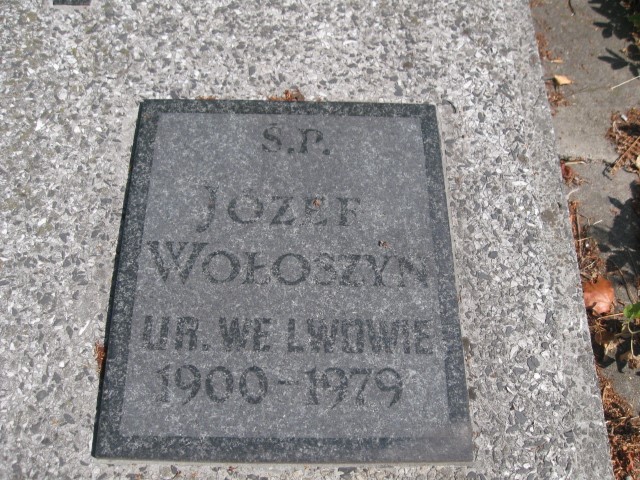 Ś.P.
JÓZEF
WOŁOSZYN
UR. WE LWOWIE
1900-1979